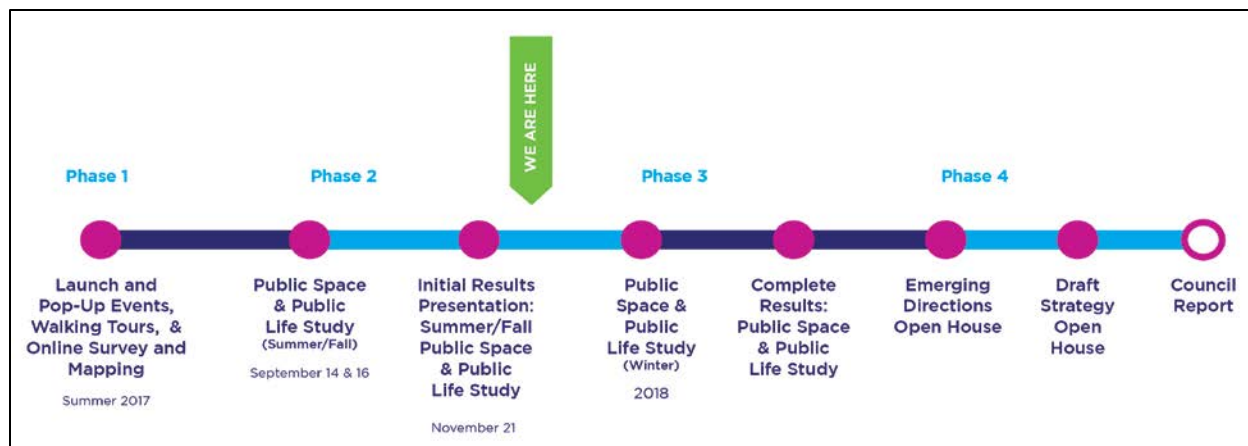 WE ARE HERE
Phase 1
Phase 2
Phase 3
Phase 4
Launch and
Pop-Up Events,
Walking Tours, &
Online Survey and
Mapping
Summer 2017
Public Space
& Public
Life Study
(Summer/Fall)
September 14 & 16
Initial Results
Presentation:
Summer/Fall
Public Space
& Public
Life Study
November 21
Public
Space &
Public
Life Study
(Winter)
2018
Complete
Results:
Public Space
& Public
Life Study
Emerging
Directions
Open House
Draft
Strategy
Open
House
Council
Report